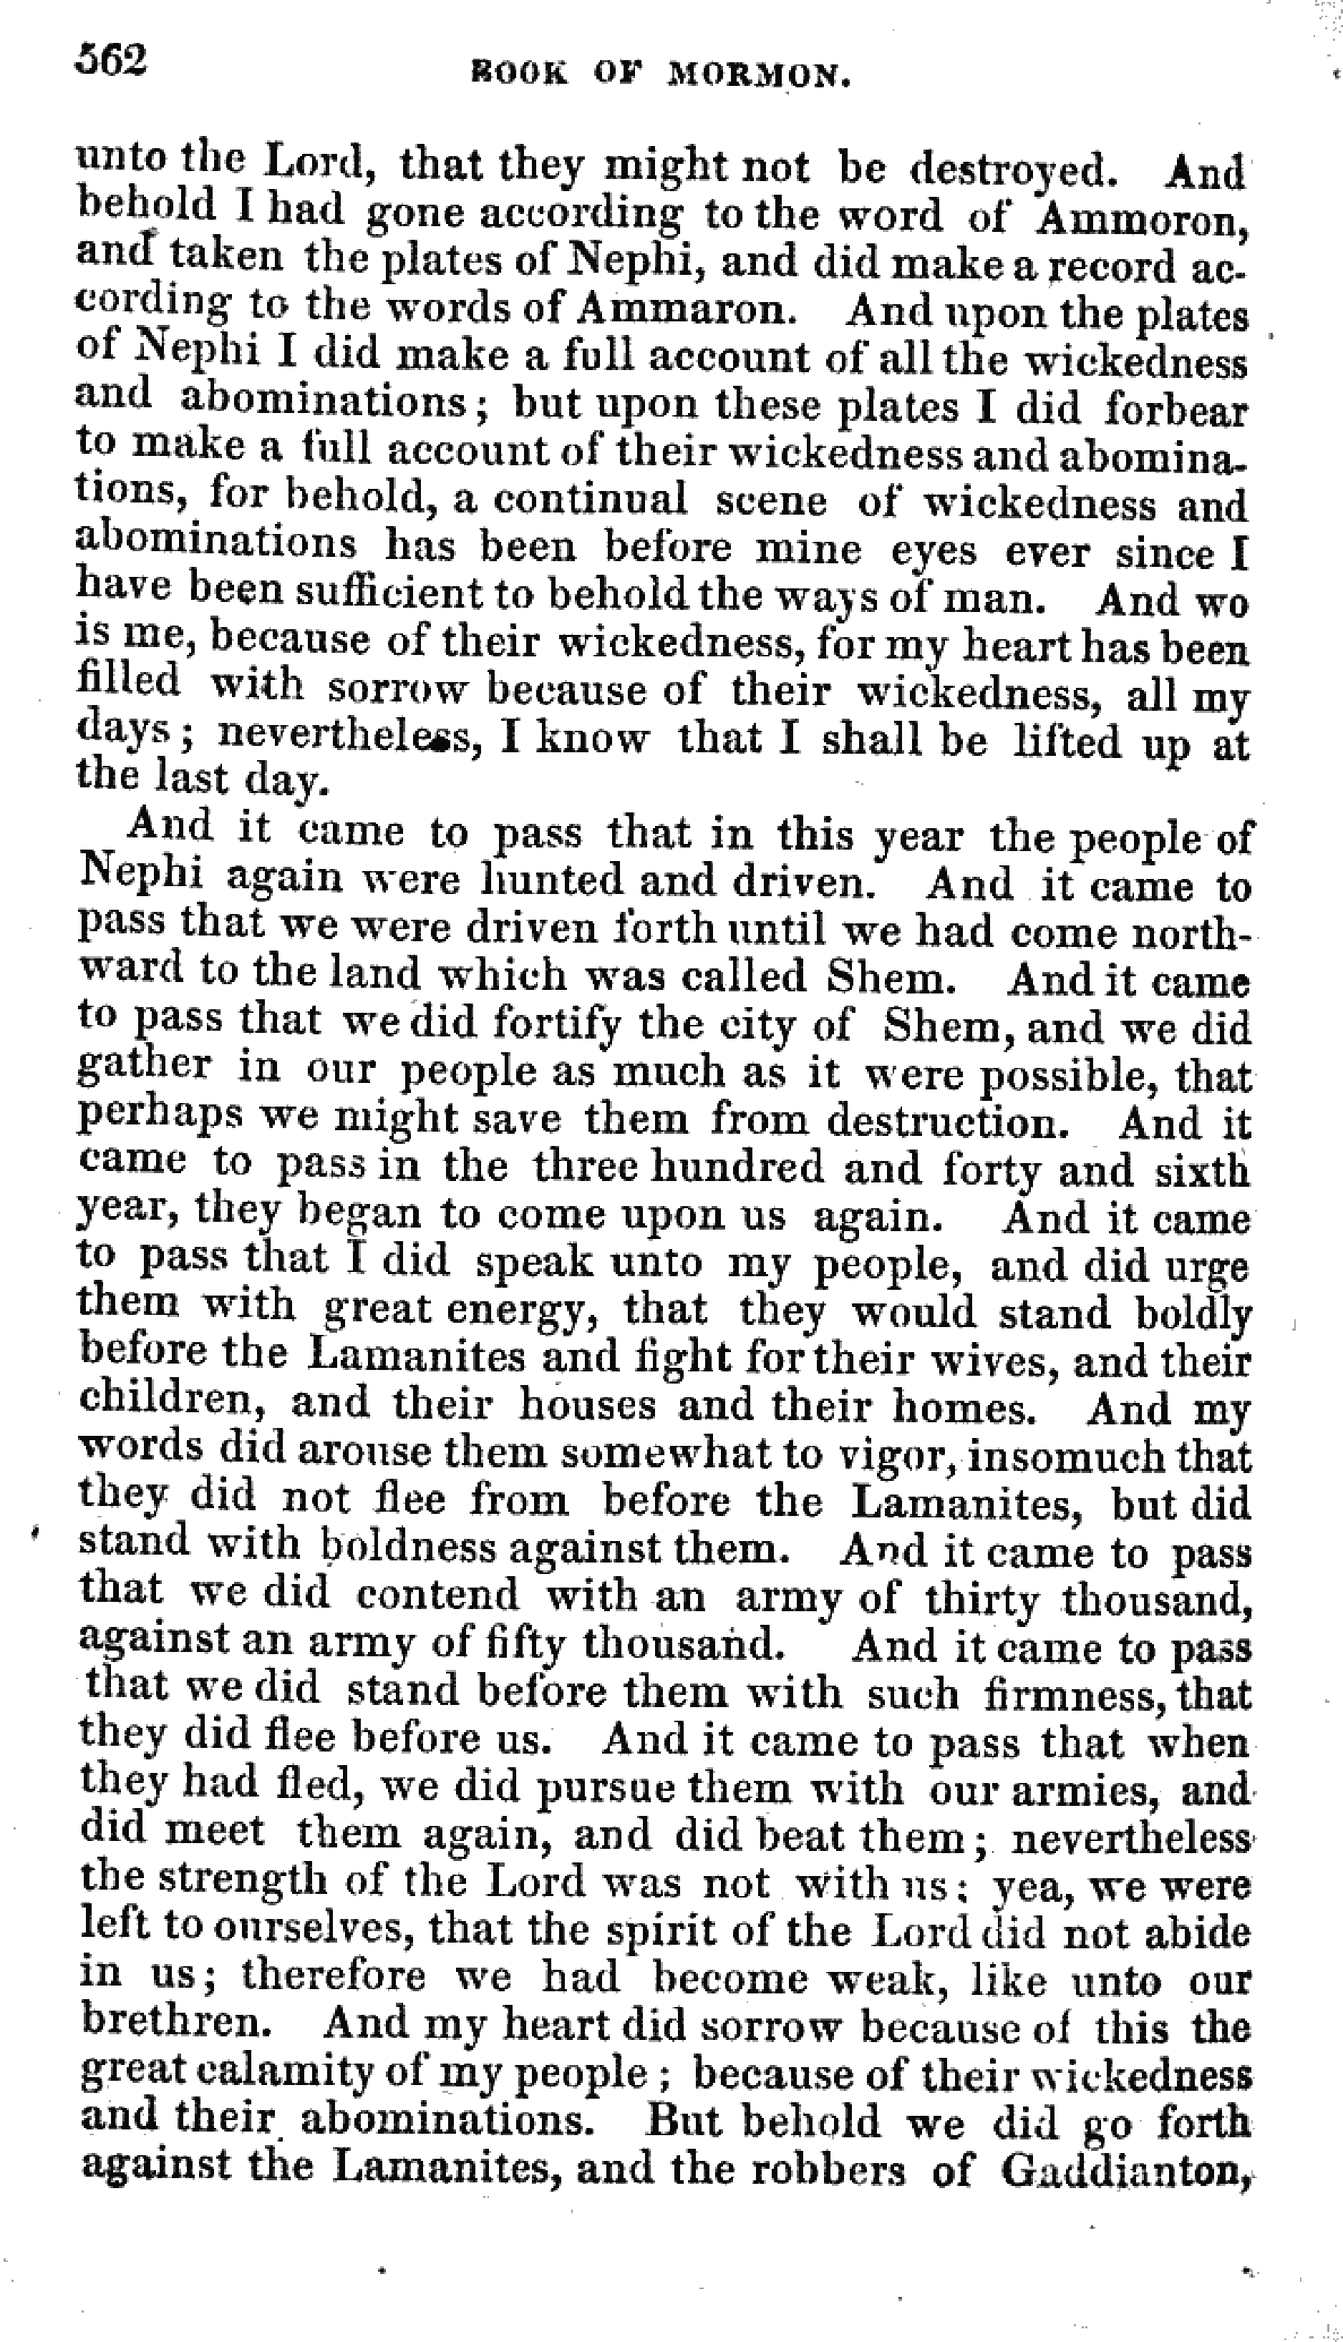 562
BOOK OF MORMON.
unto the Lord, that they might not be destroyed. And
behold I had gone according to the word of Ammoron,
and taken the plates of Nephi, and did make a record ac-
cording to the words of Ammaron. And upon the plates
of Nephi I did make a full account of all the wickedness
and abominations; but upon these plates I did forbear
to make a full account of their wickedness and abomina-
tions, for behold, a continual scene of wickedness and
abominations has been before mine eyes ever since I
have been sufficient to behold the ways of man. And wo
is me, because of their wickedness, for my heart has been
filled with sorrow because of their wickedness, all my
days; nevertheless, I know that I shall be lifted up at
the last day.
And it came to pass that in this year the people of
Nephi again were hunted and driven. And it came to
pass that we were driven forth until we had come north-
ward to the land which was called Shem. And it came
to pass that we did fortify the city of Shem, and we did
gather in our people as much as it were possible, that
perhaps we might save them from destruction. And it
came to pass in the three hundred and forty and sixth
year, they began to come upon us again. And it came
to pass that I did speak unto my people, and did urge
them with great energy, that they would stand boldly
before the Lamanites and fight for their wives, and their
children, and their houses and their homes. And my
words did arouse them somewhat to vigor, insomuch that
they did not flee from before the Lamanites, but did
stand with boldness against them. And it came to pass
that we did contend with an army of thirty thousand,
against an army of fifty thousand. And it came to pass
that we did stand before them with such firmness, that
they did flee before us. And it came to pass that when
they had fled, we did pursue them with our armies, and
did meet them again, and did beat them; nevertheless
the strength of the Lord was not with us; yea, we were
left to ourselves, that the spirit of the Lord did not abide
in us; therefore we had become weak, like unto our
brethren. And my heart did sorrow because of this the
great calamity of my people; because of their wickedness
and their abominations. But behold we did go forth
against the Lamanites, and the robbers of Gaddianton,